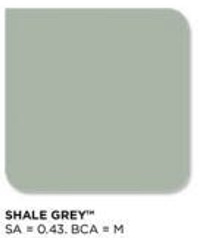 SHALE GREY™
SA = 0.43. BCA = M